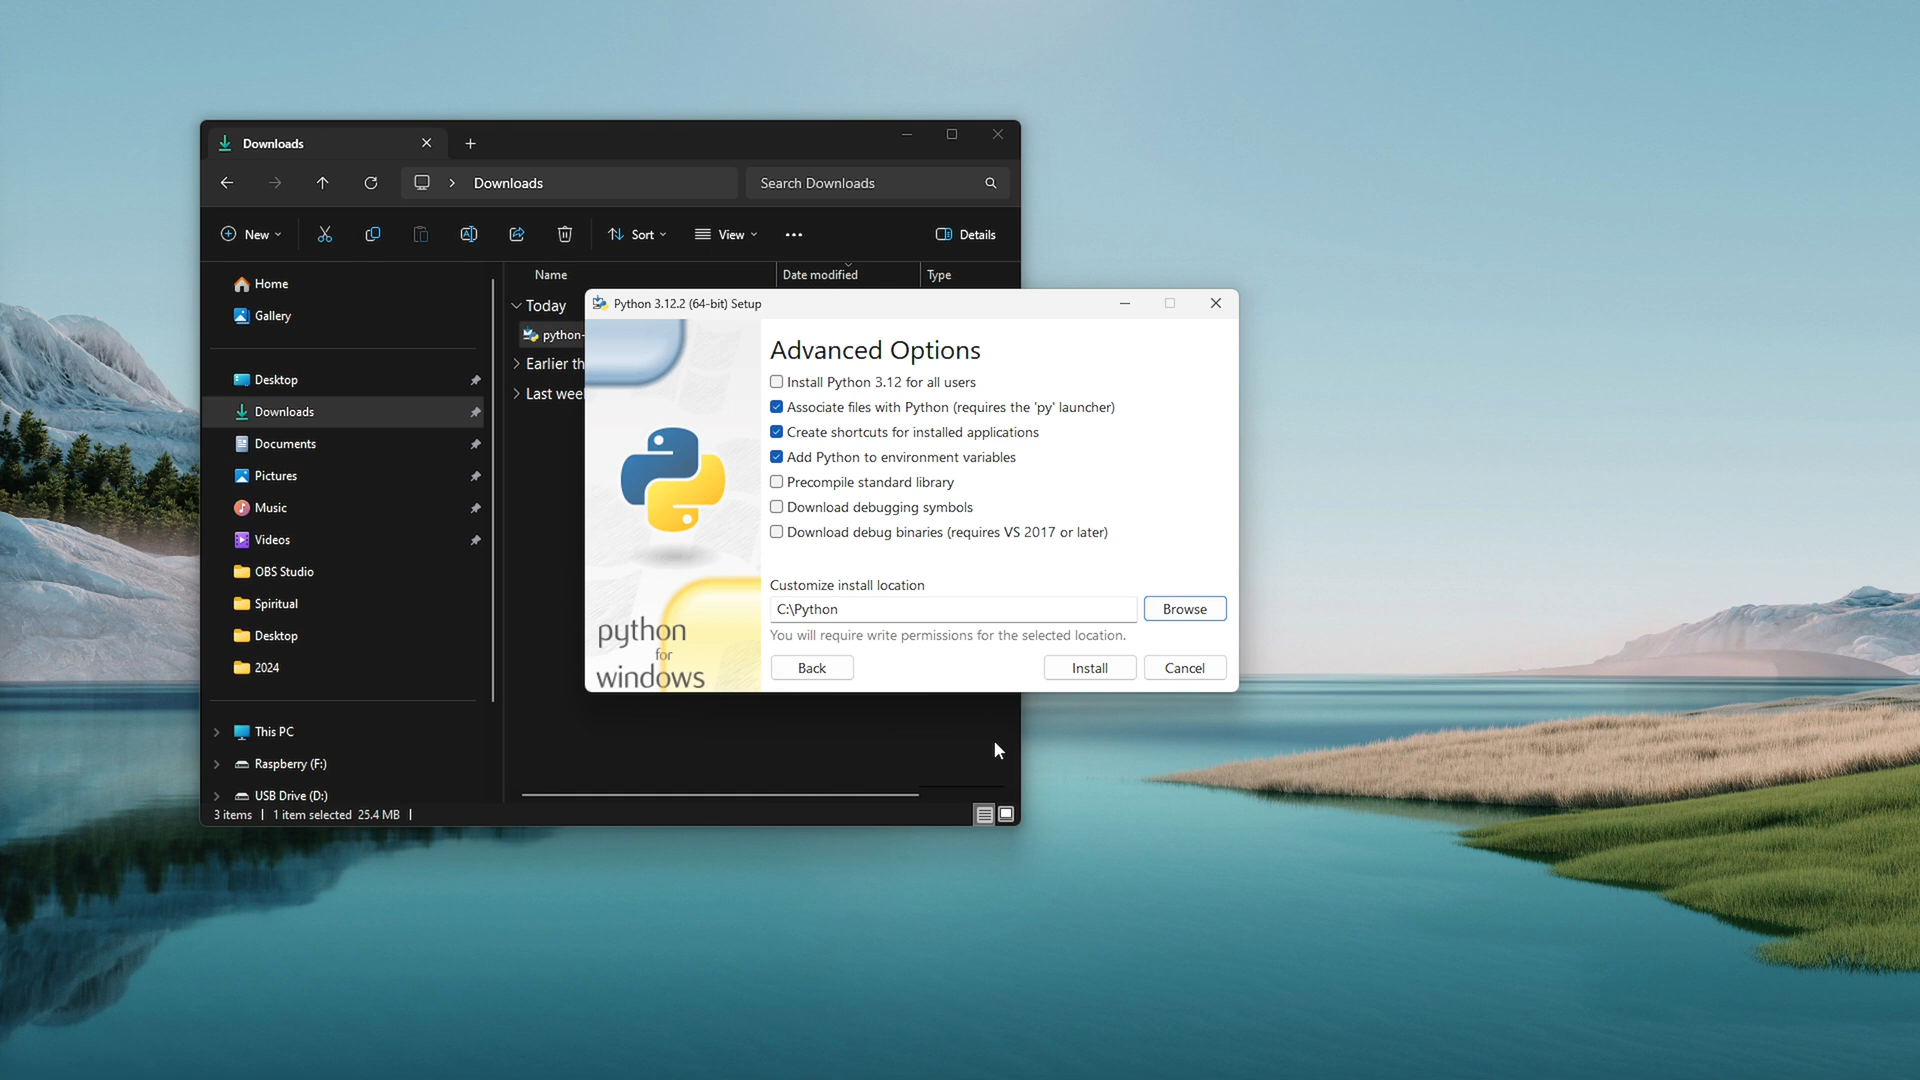 Downloads
Downloads
Search Downloads
New
Sort
View
Details
Name
Date modified
Type
Home
Gallery
Desktop
Downloads
Documents
Pictures
Music
Videos
OBS Studio
Spiritual
Desktop
2024
This PC
Raspberry (F:)
USB Drive (D:)
Today
python-
Earlier th
Last wee
3 items
1 item selected 25.4 MB
Python 3.12.2 (64-bit) Setup
Advanced Options
Install Python 3.12 for all users
Associate files with Python (requires the 'py' launcher)
Create shortcuts for installed applications
Add Python to environment variables
Precompile standard library
Download debugging symbols
Download debug binaries (requires VS 2017 or later)
Customize install location
C:\Python
Browse
You will require write permissions for the selected location.
Back
Install
Cancel
python
for
windows